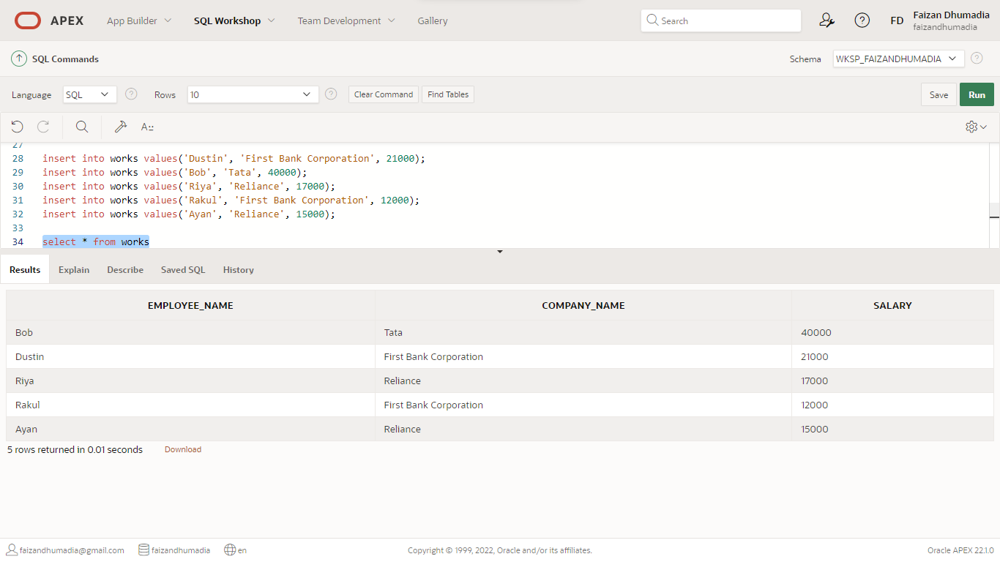 APEX App Builder SQL Workshop Team Development Gallery Search FD Faizan Dhumadia
faizandhumadia
SQL Commands Schema WKSP_FAIZANDHUMADIA
Language SQL Rows 10 Clear Command Find Tables Save Run
A::
27
28 insert into works values('Dustin', 'First Bank Corporation', 21000);
29 insert into works values('Bob', 'Tata', 40000);
30 insert into works values('Riya', 'Reliance', 17000);
31 insert into works values('Rakul', 'First Bank Corporation', 12000);
32 insert into works values('Ayan', 'Reliance', 15000);
33
34 select * from works
Results Explain Describe Saved SQL History
EMPLOYEE_NAME COMPANY_NAME SALARY
Bob Tata 40000
Dustin First Bank Corporation 21000
Riya Reliance 17000
Rakul First Bank Corporation 12000
Ayan Reliance 15000
5 rows returned in 0.01 seconds Download
faizandhumadia@gmail.com faizandhumadia en Copyright © 1999, 2022, Oracle and/or its affiliates. Oracle APEX 22.1.0